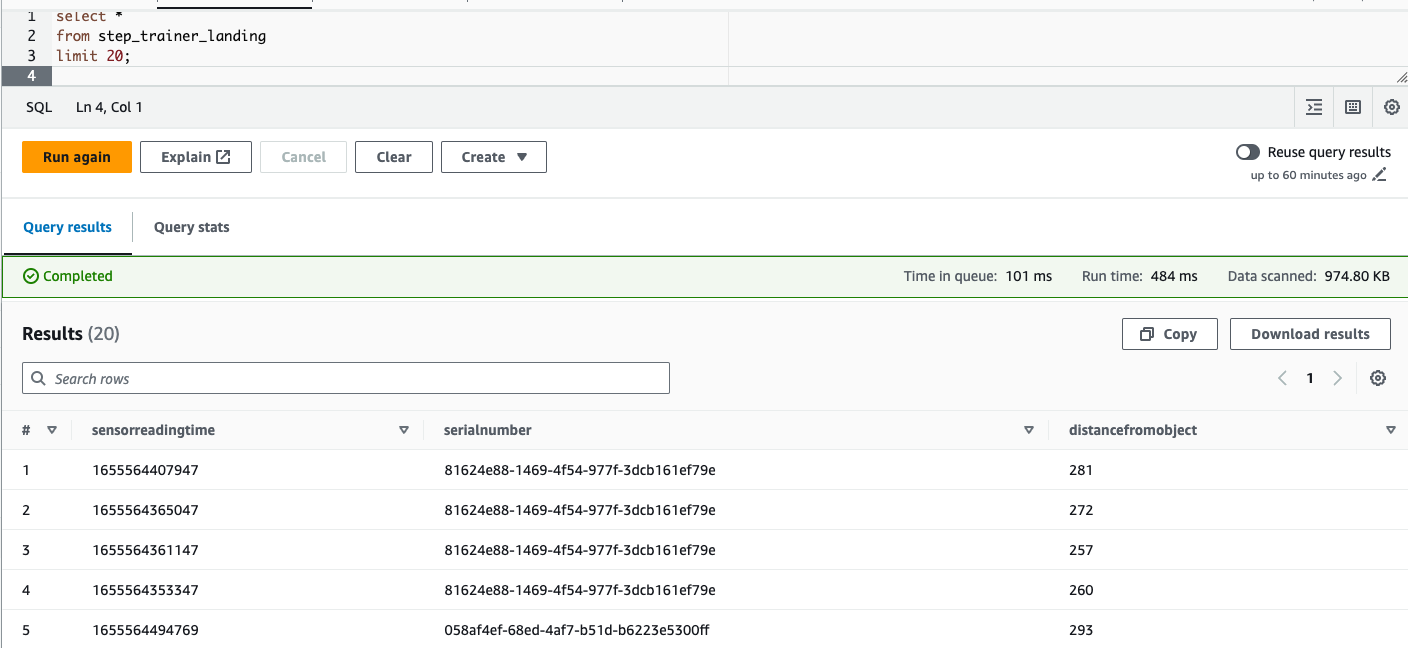 1 select *
2 from step_trainer_landing
3 limit 20;
4
SQL Ln 4, Col 1
Run again Explain Cancel Clear Create Reuse query results
up to 60 minutes ago
Query results Query stats
Completed Time in queue: 101 ms Run time: 484 ms Data scanned: 974.80 KB
Results (20) Copy Download results
Search rows 1
# sensorreadingtime serialnumber distancefromobject
1 1655564407947 81624e88-1469-4f54-977f-3dcb161ef79e 281
2 1655564365047 81624e88-1469-4f54-977f-3dcb161ef79e 272
3 1655564361147 81624e88-1469-4f54-977f-3dcb161ef79e 257
4 1655564353347 81624e88-1469-4f54-977f-3dcb161ef79e 260
5 1655564494769 058af4ef-68ed-4af7-b51d-b6223e5300ff 293